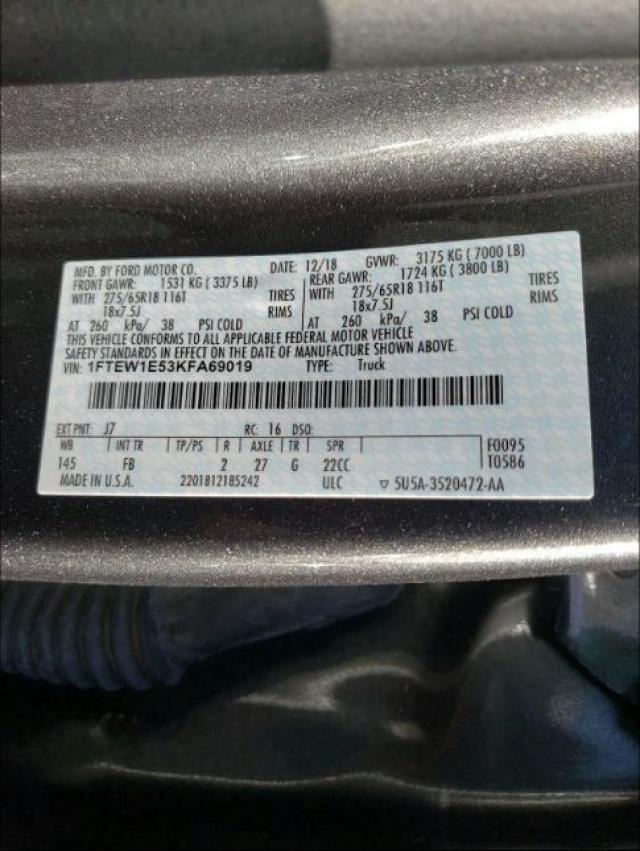 MFD. BY FORD MOTOR CO. DATE: 12/18 GVWR: 3175 KG ( 7000 LB)
FRONT GAWR: 1531 KG ( 3375 LB) REAR GAWR: 1724 KG ( 3800 LB)
WITH 275/65R18 116T TIRES WITH 275/65R18 116T TIRES
18x7.5J RIMS 18x7.5J RIMS
AT 260 kPa/ 38 PSI COLD AT 260 kPa/ 38 PSI COLD
THIS VEHICLE CONFORMS TO ALL APPLICABLE FEDERAL MOTOR VEHICLE
SAFETY STANDARDS IN EFFECT ON THE DATE OF MANUFACTURE SHOWN ABOVE.
VIN: 1FTEW1E53KFA69019 TYPE: Truck
EXT PNT: J7 RC: 16 DSO: F0095
WB INT TR TP/PS R AXLE TR SPR T0586
145 FB 2 27 G 22CC
MADE IN U.S.A. 2201812185242 ULC ▽ 5U5A-3520472-AA